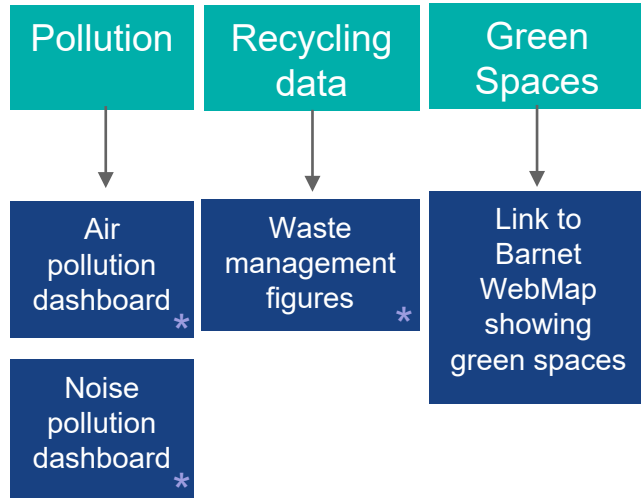 Pollution
Recycling
data
Green
Spaces
Air
pollution
dashboard
*
Noise
pollution
dashboard
*
Waste
management
figures
*
Link to
Barnet
WebMap
showing
green spaces